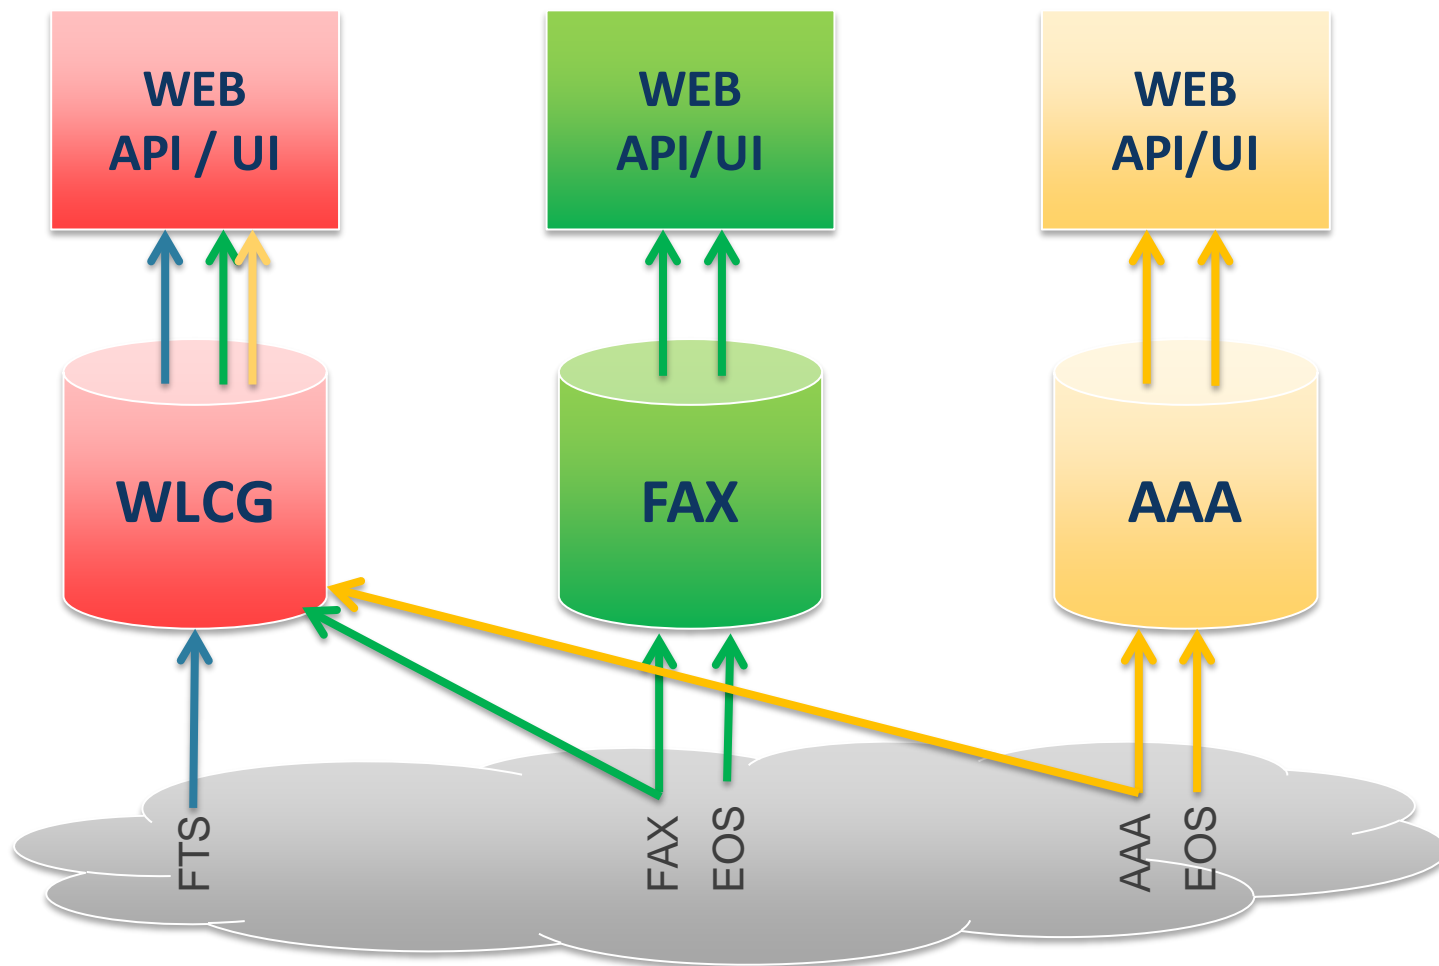 WEB
API / UI
WEB
API/UI
WEB
API/UI
WLCG
FAX
AAA
FTS
FAX
EOS
AAA
EOS